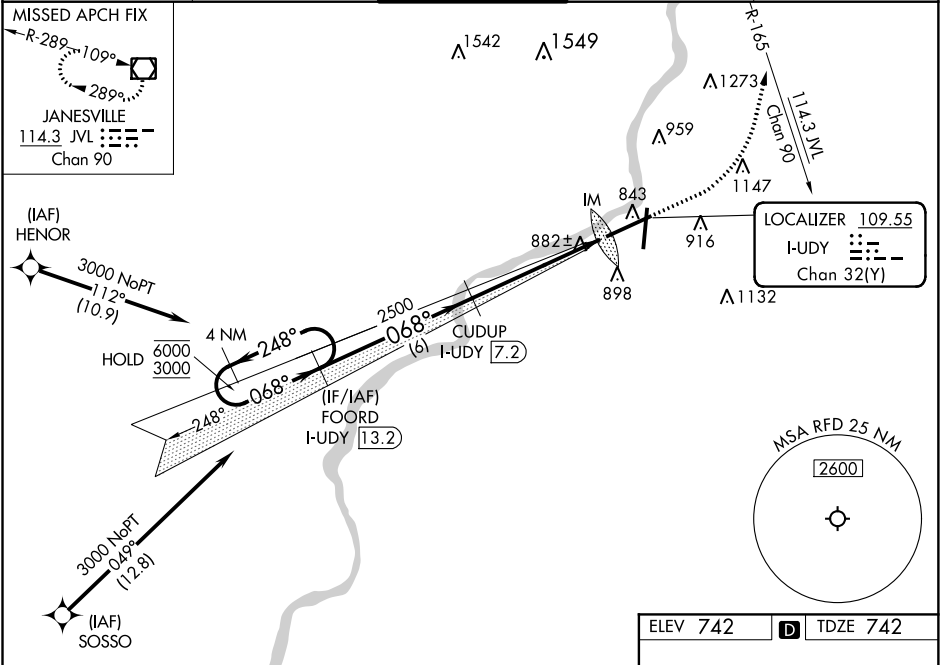 MISSED APCH FIX
R-289
109°
289°
JANESVILLE
114.3 JVL
Chan 90
1542
1549
R-165
1273
114.3 JVL
Chan 90
959
1147
(IAF)
HENOR
3000 NoPT
112°
(10.9)
IM
843
882±
916
898
1132
LOCALIZER 109.55
I-UDY
Chan 32(Y)
HOLD
6000
3000
4 NM
248°
068°
248°
2500
068°
(6)
CUDUP
I-UDY 7.2
(IF/IAF)
FOORD
I-UDY 13.2
3000 NoPT
049°
(12.8)
(IAF)
SOSSO
MSA RFD 25 NM
2600
ELEV 742 D TDZE 742